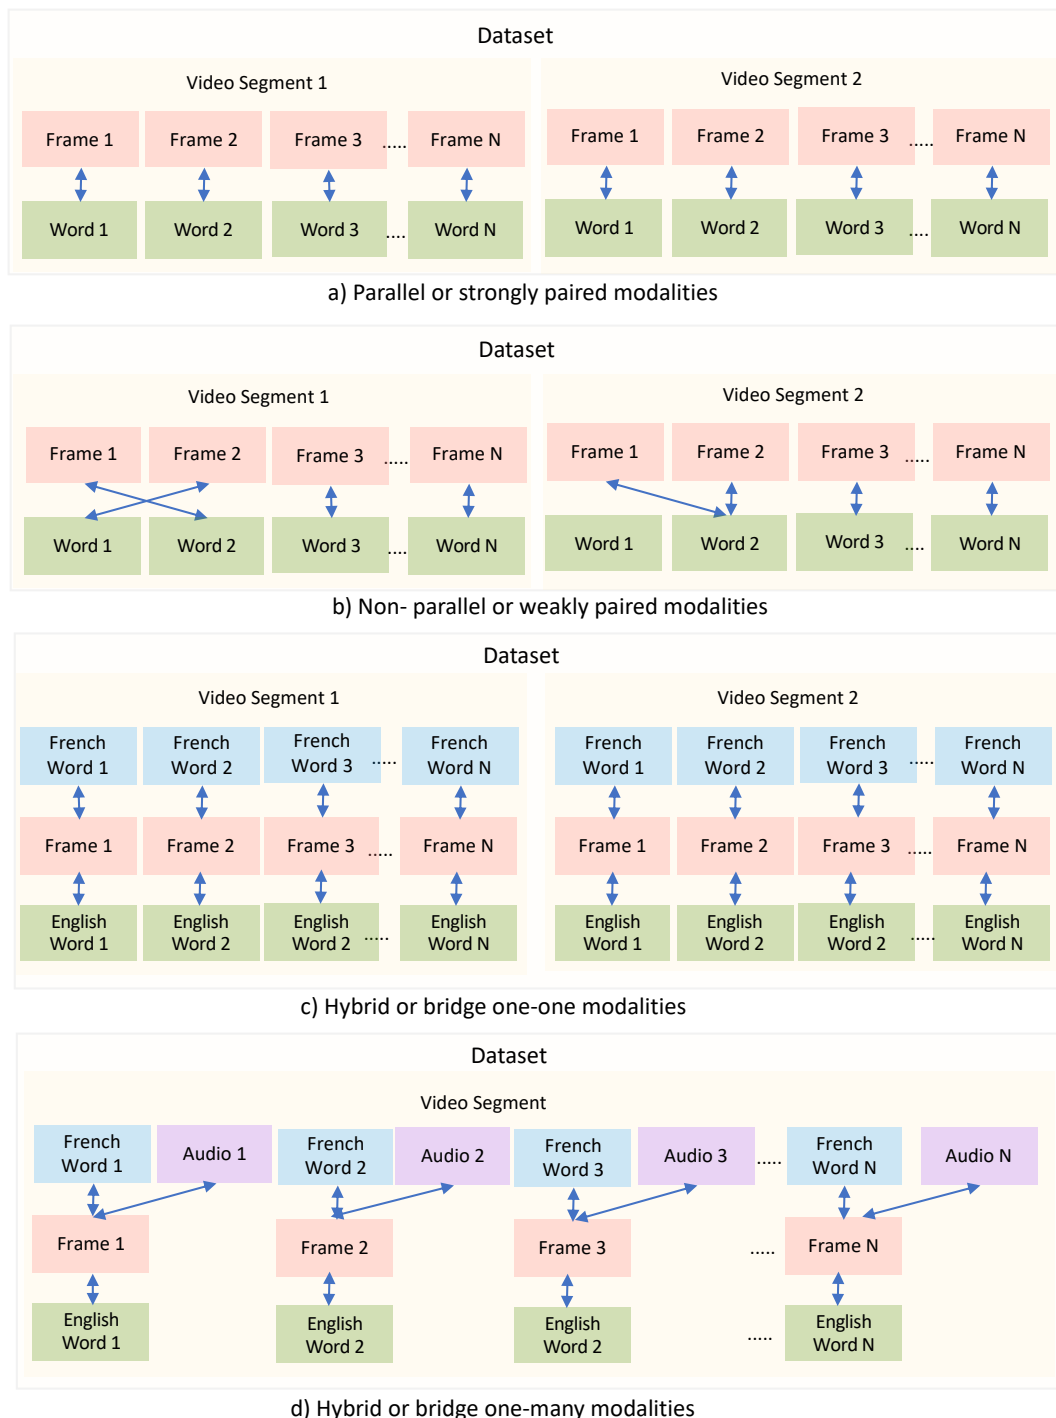 Dataset
Video Segment 1
Video Segment 2
Frame 1 Frame 2 Frame 3 ..... Frame N Frame 1 Frame 2 Frame 3 ..... Frame N
Word 1 Word 2 Word 3 .... Word N Word 1 Word 2 Word 3 .... Word N
a) Parallel or strongly paired modalities
Dataset
Video Segment 1
Video Segment 2
Frame 1 Frame 2 Frame 3 ..... Frame N Frame 1 Frame 2 Frame 3 ..... Frame N
Word 1 Word 2 Word 3 .... Word N Word 1 Word 2 Word 3 .... Word N
b) Non- parallel or weakly paired modalities
Dataset
Video Segment 1
Video Segment 2
French French French French French French French French
Word 1 Word 2 Word 3 ..... Word N Word 1 Word 2 Word 3 ..... Word N
Frame 1 Frame 2 Frame 3 ..... Frame N Frame 1 Frame 2 Frame 3 ..... Frame N
English English English English English English English English
Word 1 Word 2 Word 2 ..... Word N Word 1 Word 2 Word 2 ..... Word N
c) Hybrid or bridge one-one modalities
Dataset
Video Segment
French Audio 1 French Audio 2 French Audio 3 ..... French Audio N
Word 1 Word 2 Word 3 Word N
Frame 1 Frame 2 Frame 3 ..... Frame N
English English English English
Word 1 Word 2 Word 2 ..... Word N
d) Hybrid or bridge one-many modalities